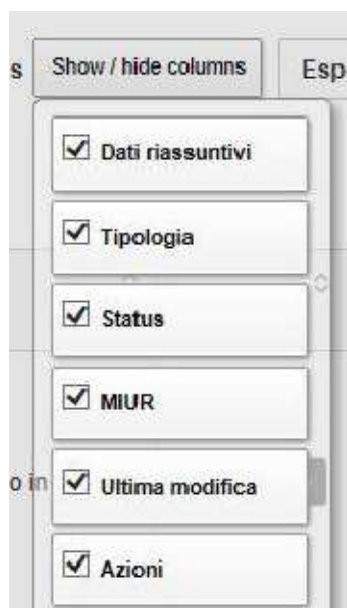 s Show / hide columns Esp
Dati riassuntivi
Tipologia
Status
MIUR
o in Ultima modifica
Azioni